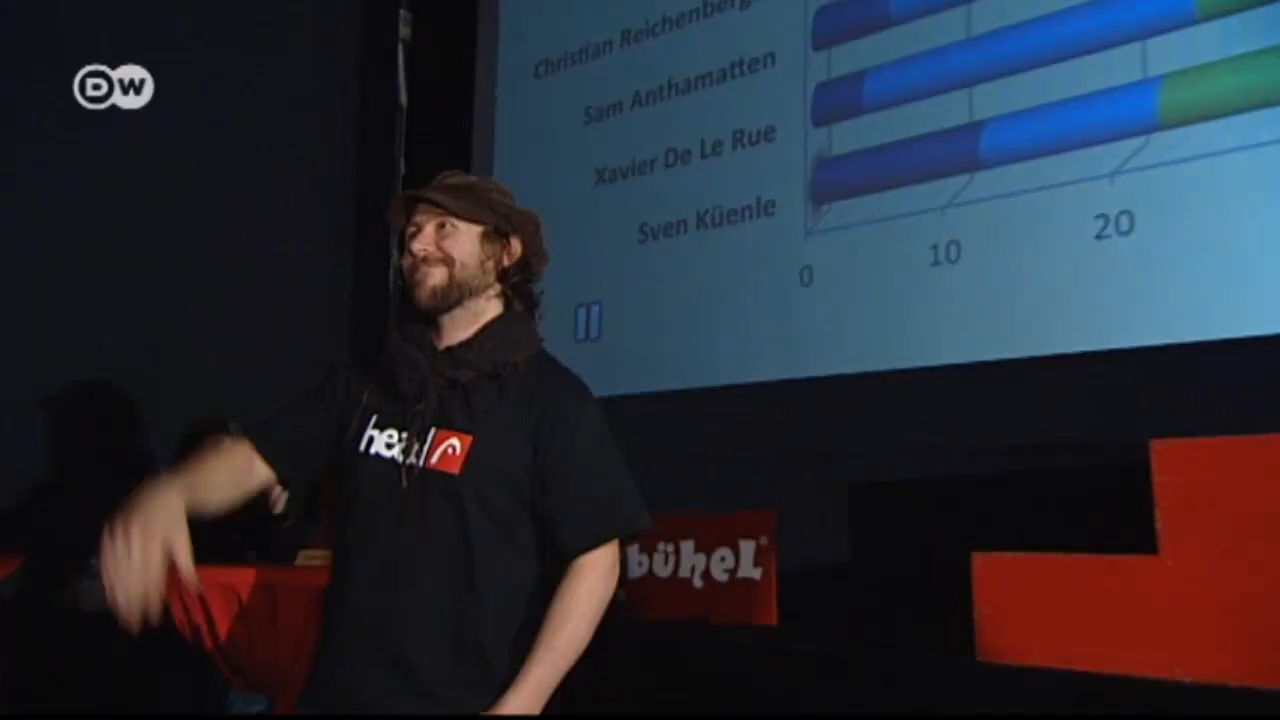 DW
Christian Reichenberg
Sam Anthamatten
Xavier De Le Rue
Sven Küenle
0
10
20
head
bühel